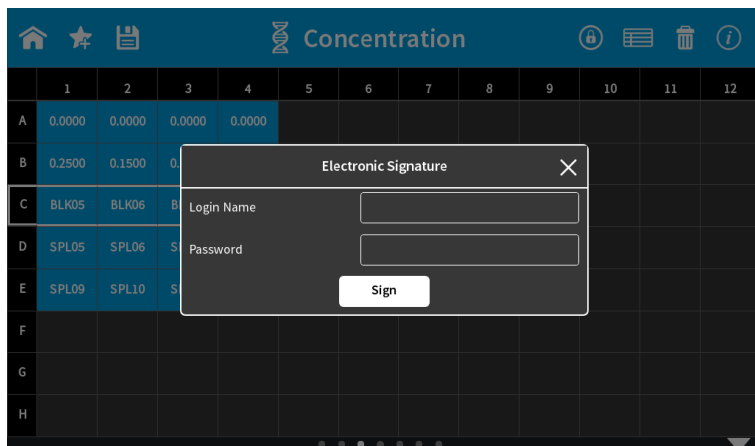 Concentration
1 2 3 4 5 6 7 8 9 10 11 12
A 0.0000 0.0000 0.0000 0.0000
B 0.2500 0.1500 0.
Electronic Signature
C BLK05 BLK06
Login Name
D SPL05 SPL06
Password
E SPL09 SPL10
Sign
F
G
H